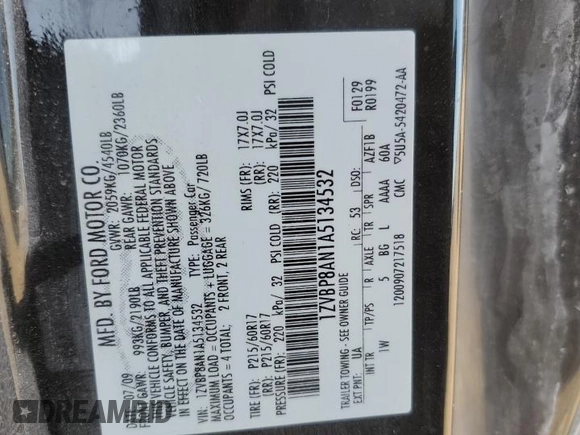 MFD. BY FORD MOTOR CO.
07/09 GVWR: 2059KG/4540LB
GAWR: 993KG/2190LB REAR GAWR: 1070KG/2360LB
VEHICLE CONFORMS TO ALL APPLICABLE FEDERAL MOTOR
VEHICLE SAFETY, BUMPER, AND THEFT PREVENTION STANDARDS
IN EFFECT ON THE DATE OF MANUFACTURE SHOWN ABOVE
VIN: 1ZVBP8AN1A5134532 TYPE: Passenger Car
MAXIMUM LOAD= OCCUPANTS + LUGGAGE = 326KG/ 720LB
OCCUPANTS = 4 TOTAL: 2 FRONT, 2 REAR
TIRE (FR): P215/60R17 RIMS (FR): 17X7.0J
(RR): P215/60R17 (RR): 17X7.0J
(FR): 220 kPa/ 32 PSI COLD (RR): 220 kPa/ 32 PSI COLD
1ZVBP8AN1A5134532
TRAILER TOWING - SEE OWNER GUIDE F0129
R0199
EXT PNT: UA RC: 53 DSO:
INT TR TP/PS R AXLE TR SPR AZF1B
1W 5 BG L AAAA 60A
1200907217518 CMC ▽5U5A-5420472-AA
DREAMBID